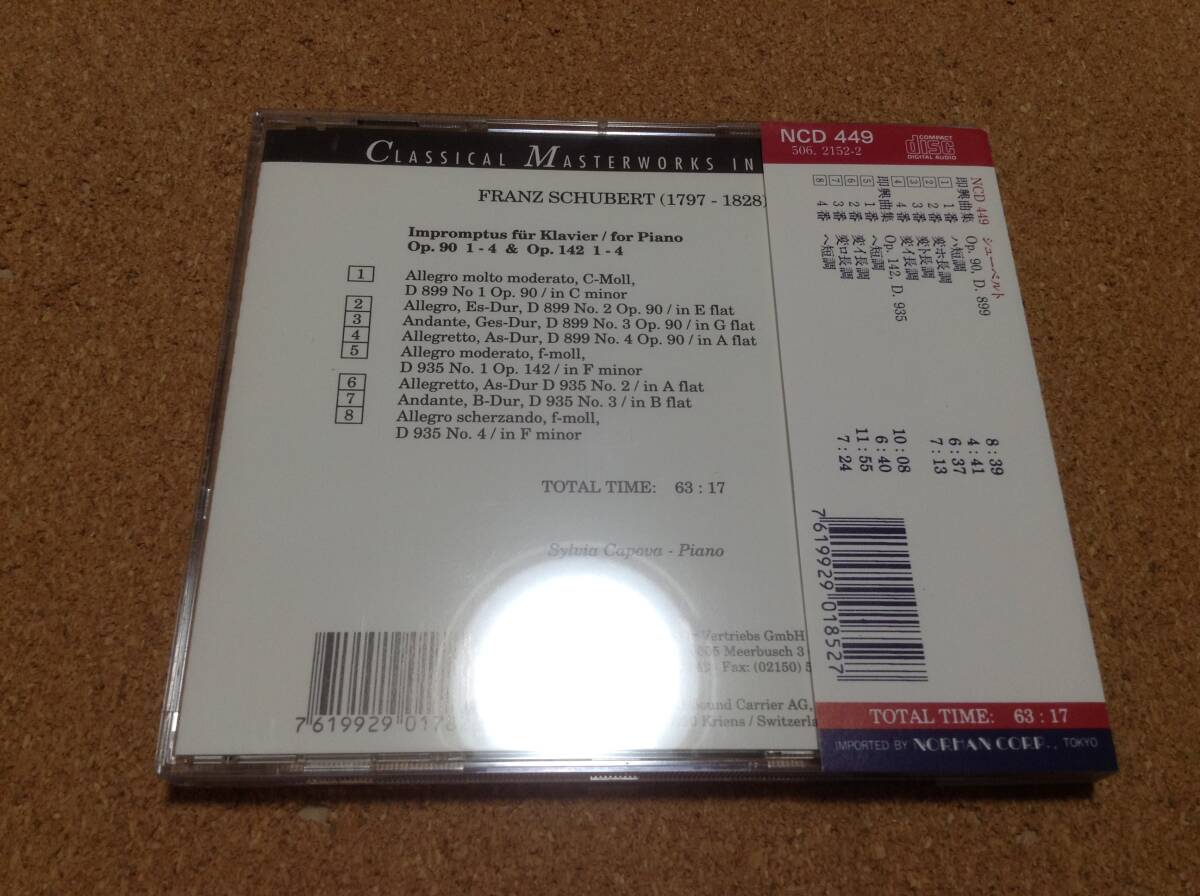 CLASSICAL MASTERWORKS IN
FRANZ SCHUBERT (1797 - 1828)
Impromptus für Klavier / for Piano
Op. 90 1 - 4 & Op. 142 1 - 4
1 Allegro molto moderato, C-Moll,
D 899 No 1 Op. 90 / in C minor
2 Allegro, Es-Dur, D 899 No. 2 Op. 90 / in E flat
3 Andante, Ges-Dur, D 899 No. 3 Op. 90 / in G flat
4 Allegretto, As-Dur, D 899 No. 4 Op. 90 / in A flat
5 Allegro moderato, f-moll,
D 935 No. 1 Op. 142 / in F minor
6 Allegretto, As-Dur D 935 No. 2 / in A flat
7 Andante, B-Dur, D 935 No. 3 / in B flat
8 Allegro scherzando, f-moll,
D 935 No. 4 / in F minor
TOTAL TIME: 63 : 17
Sylvia Capova - Piano
Vertriebs GmbH
Meerbusch 3
Fax: (02150) 5
Sound Carrier AG,
Kriens / Switzerla
7 619929 017
NCD 449
506. 2152-2
COMPACT
disc
DIGITAL AUDIO
NCD 449 シューベルト
即興曲集 Op. 90, D. 899
1 1番 ハ短調 8 : 39
2 2番 変ホ長調 4 : 41
3 3番 変ト長調 6 : 37
4 4番 変イ長調 7 : 13
即興曲集 Op. 142, D. 935
5 1番 ヘ短調 10 : 08
6 2番 変イ長調 6 : 40
7 3番 変ロ長調 11 : 55
8 4番 ヘ短調 7 : 24
7 619929 018527
TOTAL TIME: 63 : 17
IMPORTED BY NORHAN CORP., TOKYO